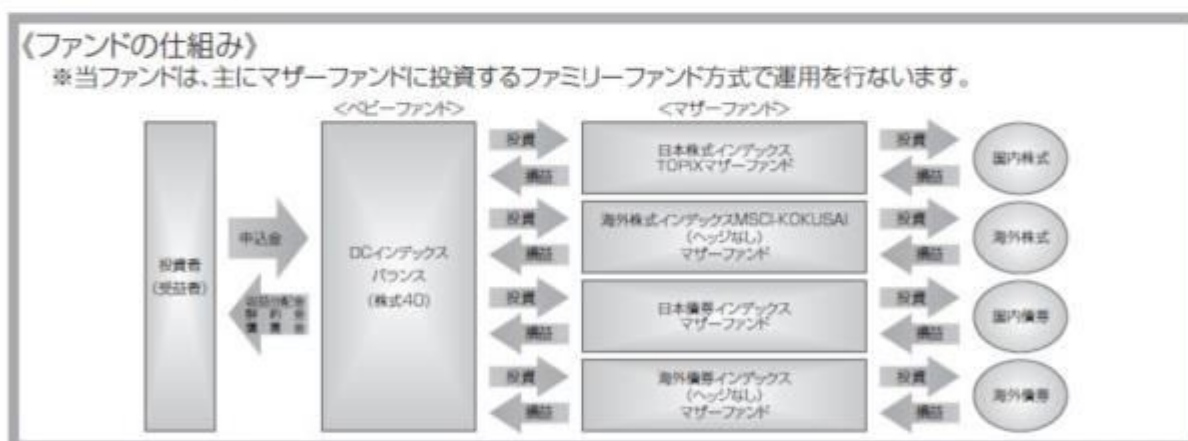 《ファンドの仕組み》
※当ファンドは、主にマザーファンドに投資するファミリーファンド方式で運用を行ないます。
<ベビーファンド>
<マザーファンド>
投資者
(受益者)
申込金
収益分配金
解約金
償還金
DCインデックス
バランス
(株式40)
投資
損益
日本株式インデックス
TOPIXマザーファンド
投資
損益
国内株式
投資
損益
海外株式インデックスMSCI-KOKUSAI
(ヘッジなし)
マザーファンド
投資
損益
海外株式
投資
損益
日本債券インデックス
マザーファンド
投資
損益
国内債券
投資
損益
海外債券インデックス
(ヘッジなし)
マザーファンド
投資
損益
海外債券